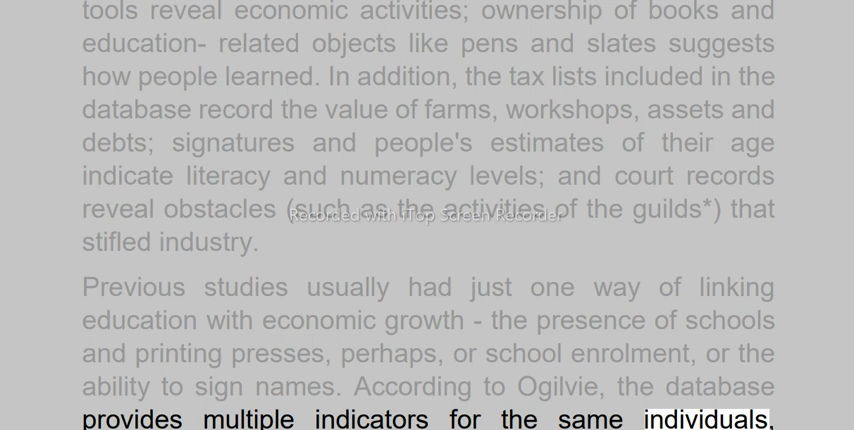 tools reveal economic activities; ownership of books and
education- related objects like pens and slates suggests
how people learned. In addition, the tax lists included in the
database record the value of farms, workshops, assets and
debts; signatures and people's estimates of their age
indicate literacy and numeracy levels; and court records
reveal obstacles (such as the activities of the guilds*) that
Recorded with iTop Screen Recorder
stifled industry.
Previous studies usually had just one way of linking
education with economic growth - the presence of schools
and printing presses, perhaps, or school enrolment, or the
ability to sign names. According to Ogilvie, the database
provides multiple indicators for the same individuals,